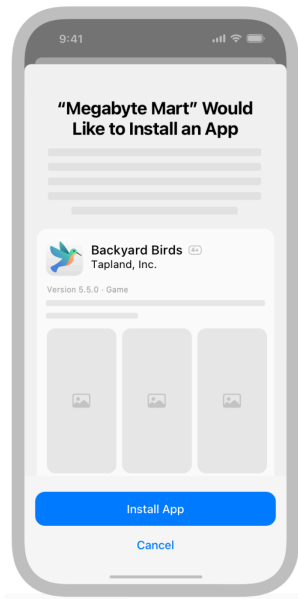 9:41
“Megabyte Mart” Would
Like to Install an App
Backyard Birds 4+
Tapland, Inc.
Version 5.5.0 · Game
Install App
Cancel